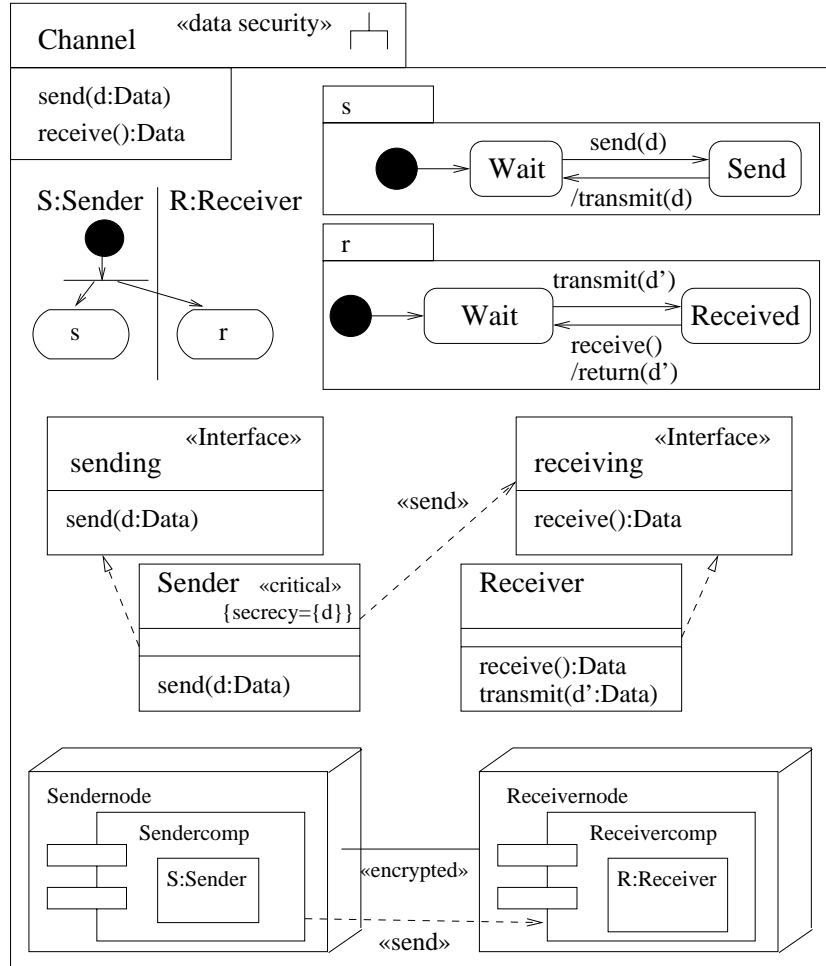 Channel «data security»
send(d:Data)
receive():Data
s
Wait
send(d)
/transmit(d)
Send
S:Sender
R:Receiver
s
r
r
Wait
transmit(d’)
receive()
/return(d’)
Received
«Interface»
sending
send(d:Data)
«send»
«Interface»
receiving
receive():Data
Sender «critical»
{secrecy={d}}
send(d:Data)
Receiver
receive():Data
transmit(d’:Data)
Sendernode
Sendercomp
S:Sender
«encrypted»
«send»
Receivernode
Receivercomp
R:Receiver